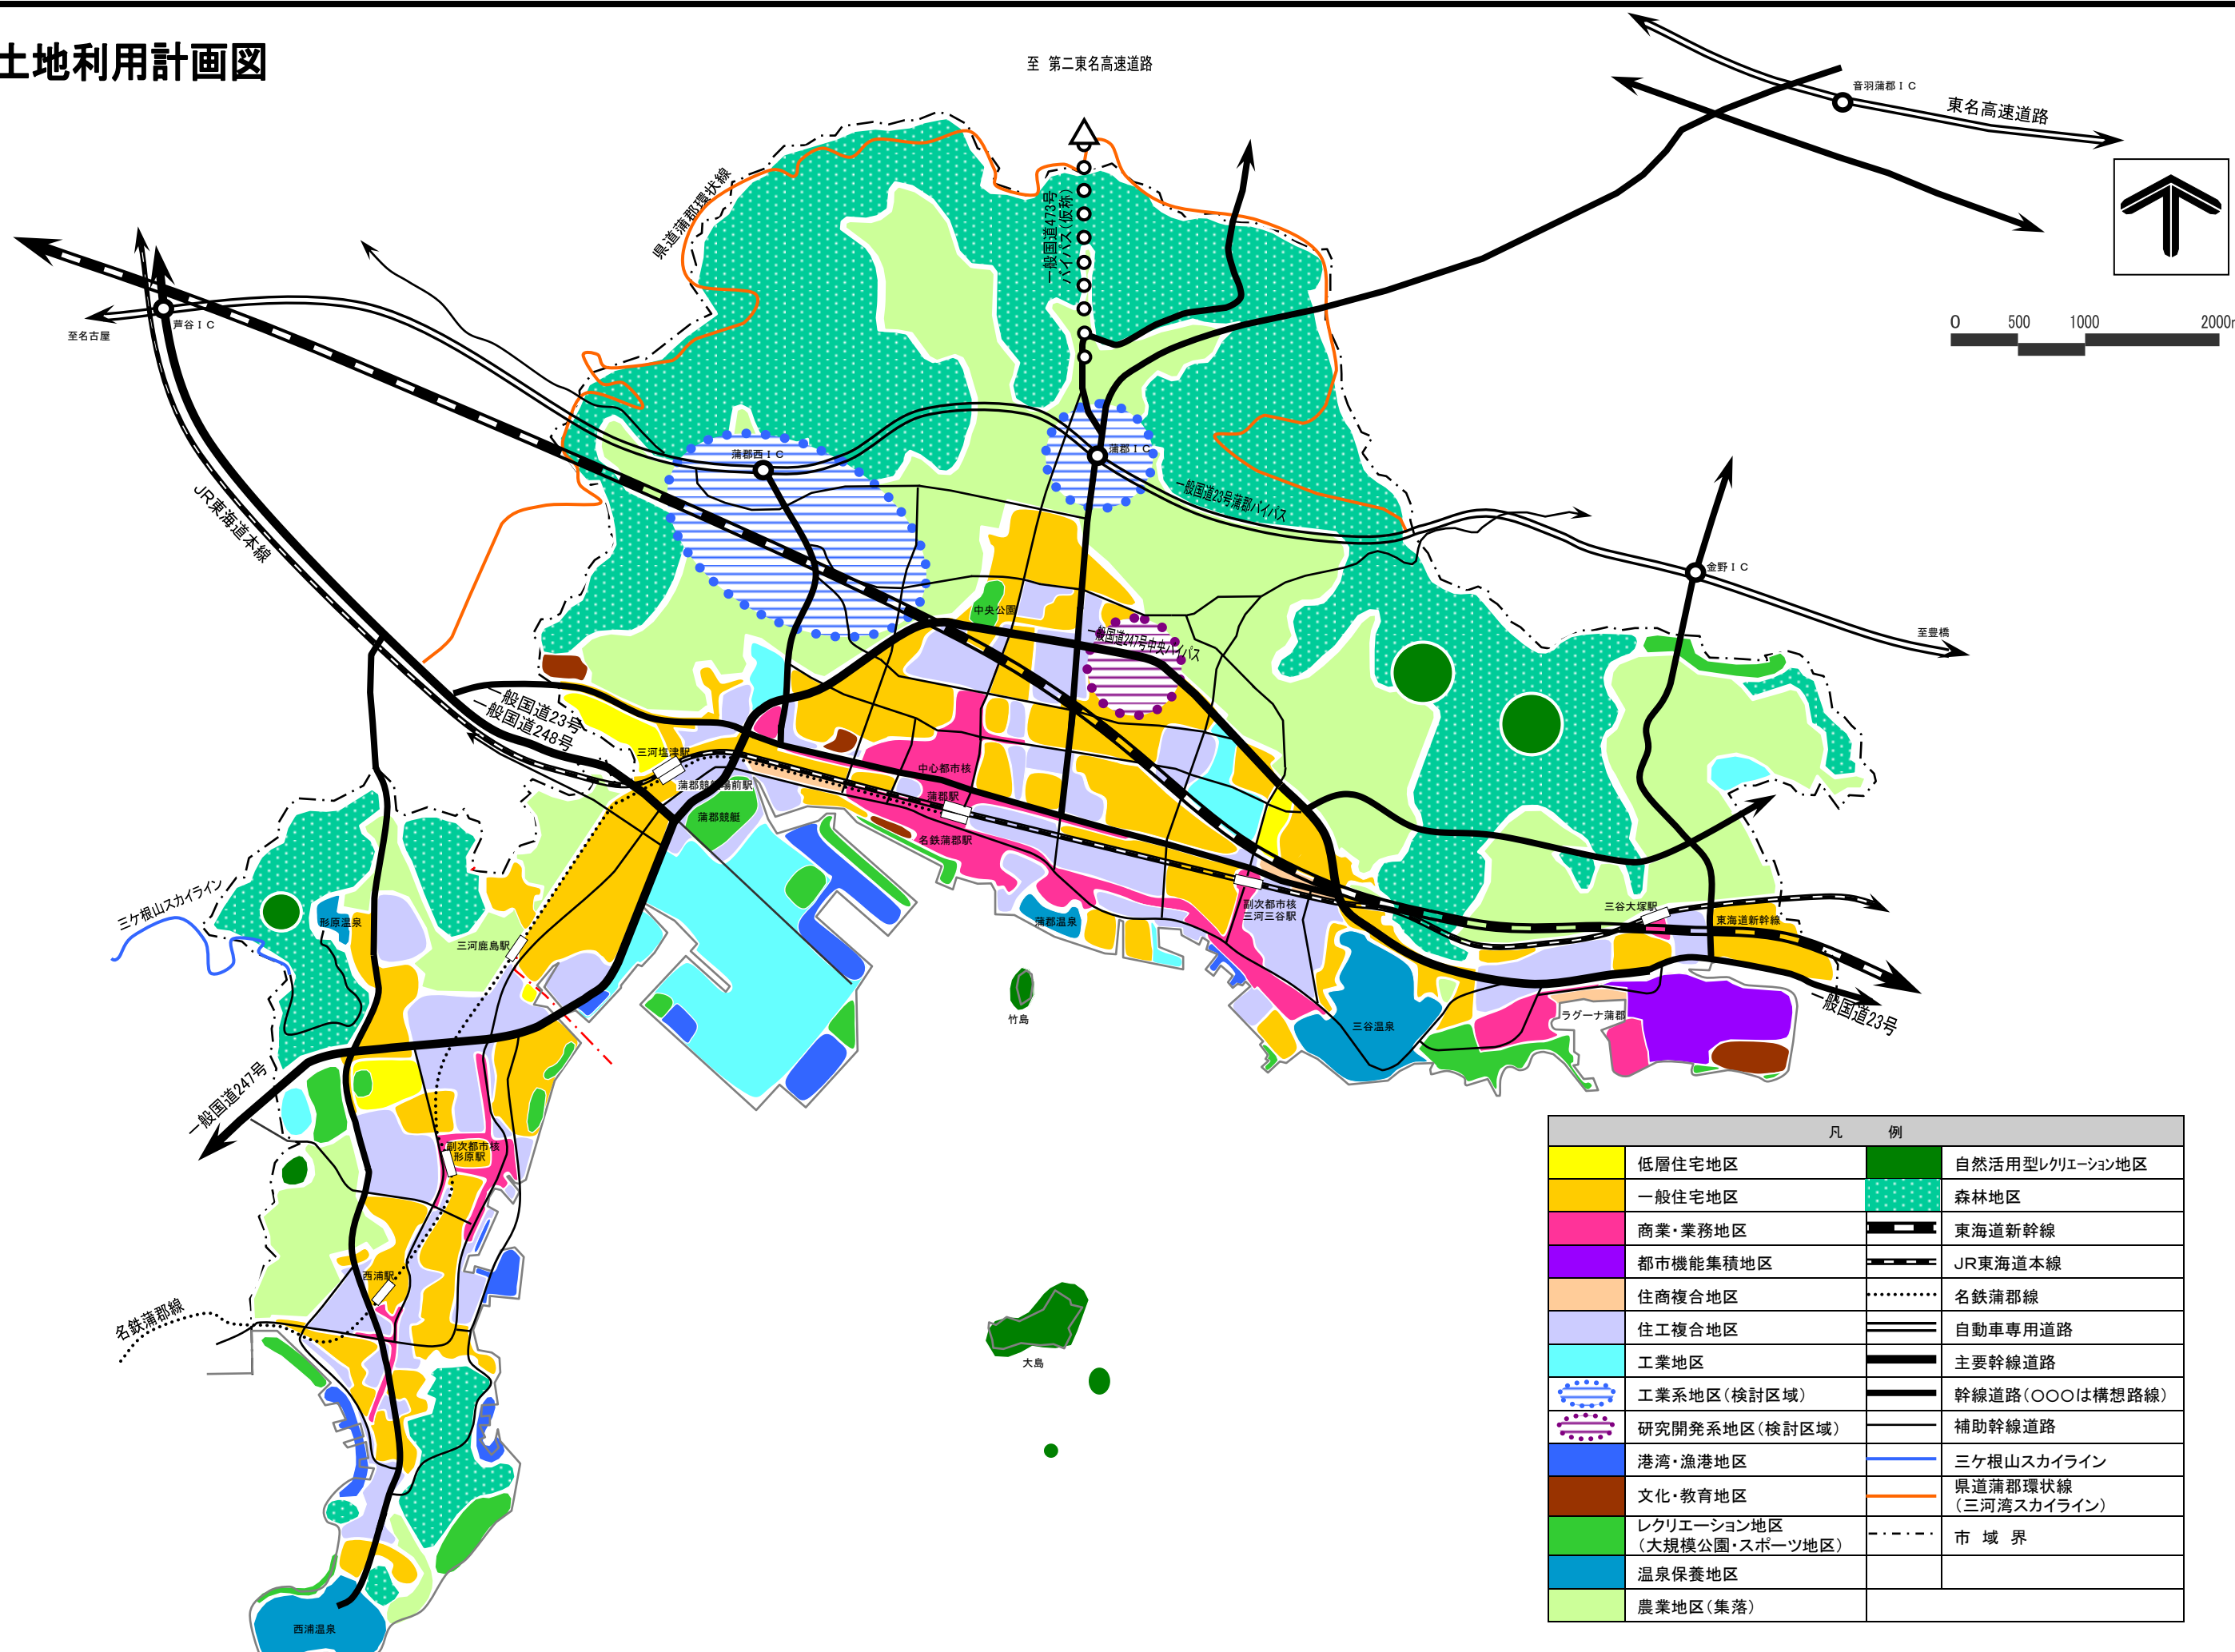 土地利用計画図
至 第二東名高速道路
音羽蒲郡IC
東名高速道路
県道蒲郡環状線
一般国道473号
バイパス(仮称)
0 500 1000 2000m
至名古屋
芦谷IC
蒲郡西IC
蒲郡IC
一般国道23号蒲郡バイパス
JR東海道本線
金野IC
至豊橋
中央公園
一般国道247号中央バイパス
一般国道23号
一般国道248号
三河塩津駅
蒲郡競艇場前駅
中心都市核
蒲郡駅
蒲郡競艇
名鉄蒲郡駅
三ケ根山スカイライン
形原温泉
三河鹿島駅
蒲郡温泉
副次都市核
三河三谷駅
三谷大塚駅
東海道新幹線
竹島
三谷温泉
ラグーナ蒲郡
一般国道23号
一般国道247号
副次都市核
形原駅
西浦駅
名鉄蒲郡線
大島
西浦温泉
凡 例
低層住宅地区
自然活用型レクリエーション地区
一般住宅地区
森林地区
商業・業務地区
東海道新幹線
都市機能集積地区
JR東海道本線
住商複合地区
名鉄蒲郡線
住工複合地区
自動車専用道路
工業地区
主要幹線道路
工業系地区(検討区域)
幹線道路(○○○は構想路線)
研究開発系地区(検討区域)
補助幹線道路
港湾・漁港地区
三ケ根山スカイライン
文化・教育地区
県道蒲郡環状線
(三河湾スカイライン)
レクリエーション地区
(大規模公園・スポーツ地区)
市 域 界
温泉保養地区
農業地区(集落)